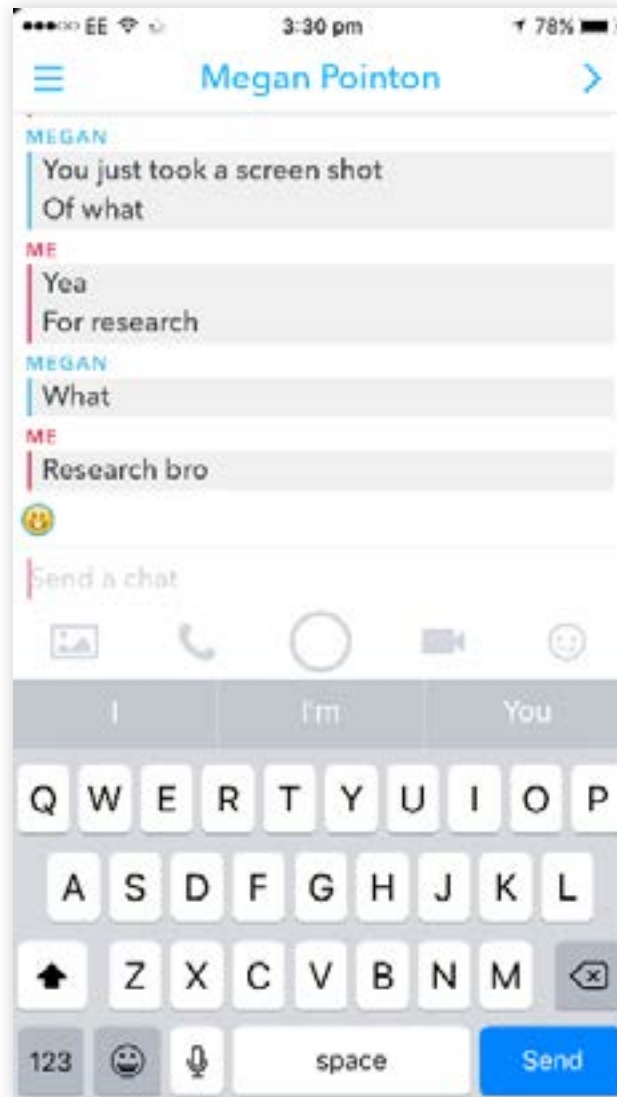 EE 3:30 pm 78%
Megan Pointon
MEGAN
You just took a screen shot
Of what
ME
Yea
For research
MEGAN
What
ME
Research bro
Send a chat
I I'm You
Q W E R T Y U I O P
A S D F G H J K L
Z X C V B N M
123 space Send